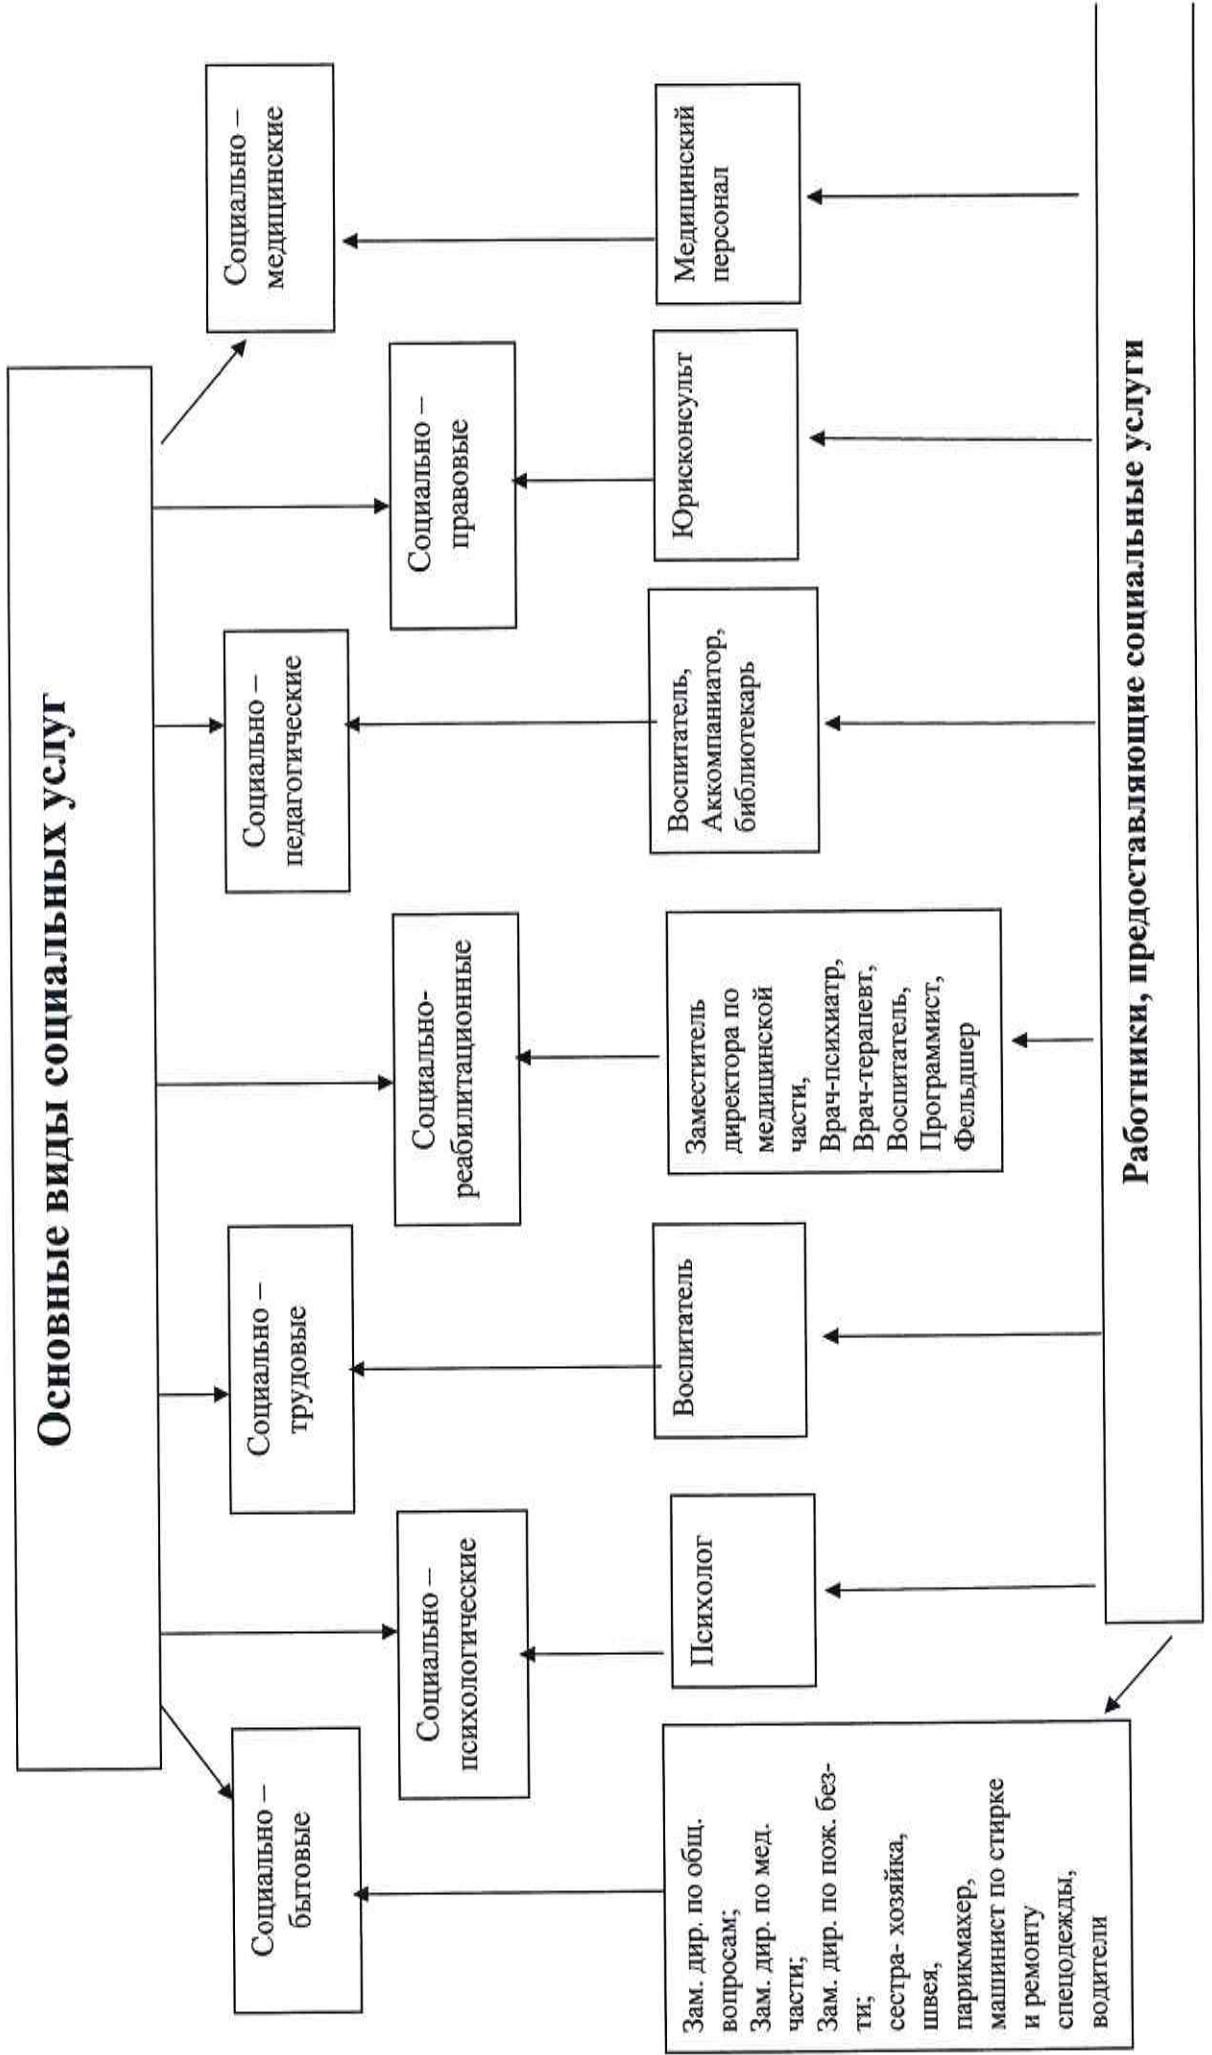 Основные виды социальных услуг
Социально –
бытовые
Социально –
психологические
Социально –
трудовые
Социально-
реабилитационные
Социально –
педагогические
Социально –
правовые
Социально –
медицинские
Зам. дир. по общ.
вопросам;
Зам. дир. по мед.
части;
Зам. дир. по пож. без-
ти;
сестра- хозяйка,
швея,
парикмахер,
машинист по стирке
и ремонту
спецодежды,
водители
Психолог
Воспитатель
Заместитель
директора по
медицинской
части,
Врач-психиатр,
Врач-терапевт,
Воспитатель,
Программист,
Фельдшер
Воспитатель,
Аккомпаниатор,
библиотекарь
Юрисконсульт
Медицинский
персонал
Работники, предоставляющие социальные услуги